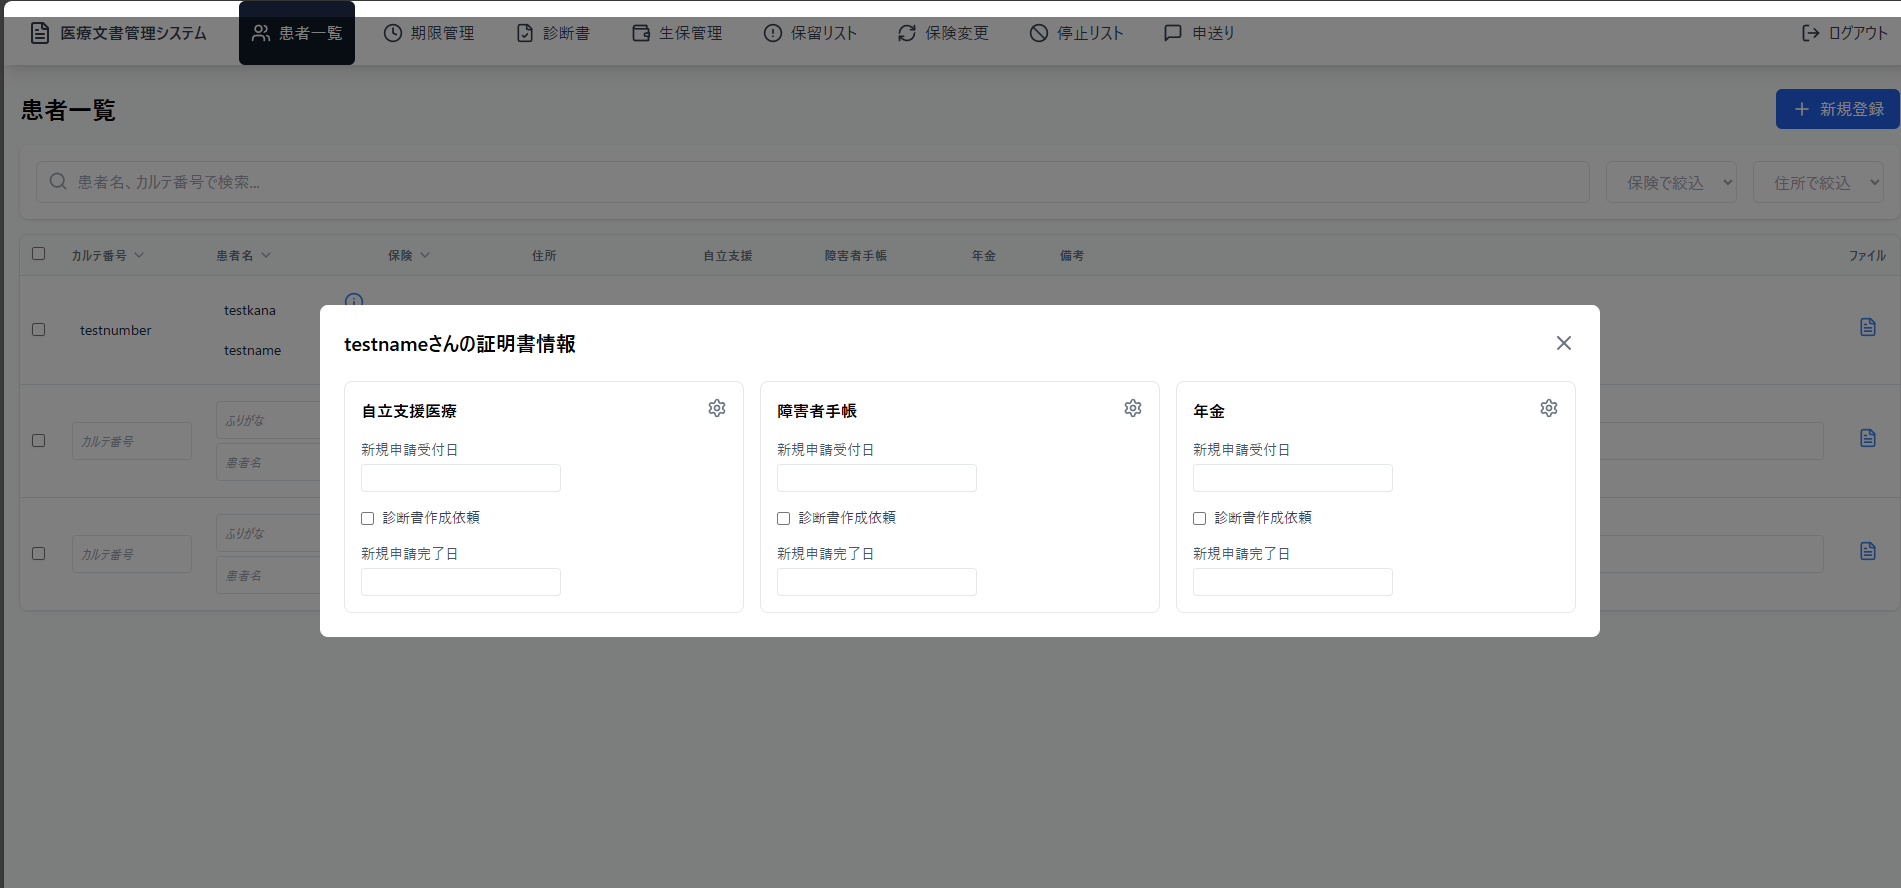 医療文書管理システム 患者一覧 期限管理 診断書 生保管理 保留リスト 保険変更 停止リスト 申送り ログアウト
患者一覧
新規登録
患者名、カルテ番号で検索... 保険で絞込 住所で絞込
カルテ番号 患者名 保険 住所 自立支援 障害者手帳 年金 備考 ファイル
testkana
testnumber
testname
testnameさんの証明書情報
自立支援医療 障害者手帳 年金
新規申請受付日 新規申請受付日 新規申請受付日
診断書作成依頼 診断書作成依頼 診断書作成依頼
新規申請完了日 新規申請完了日 新規申請完了日
ふりがな
カルテ番号
患者名
ふりがな
カルテ番号
患者名